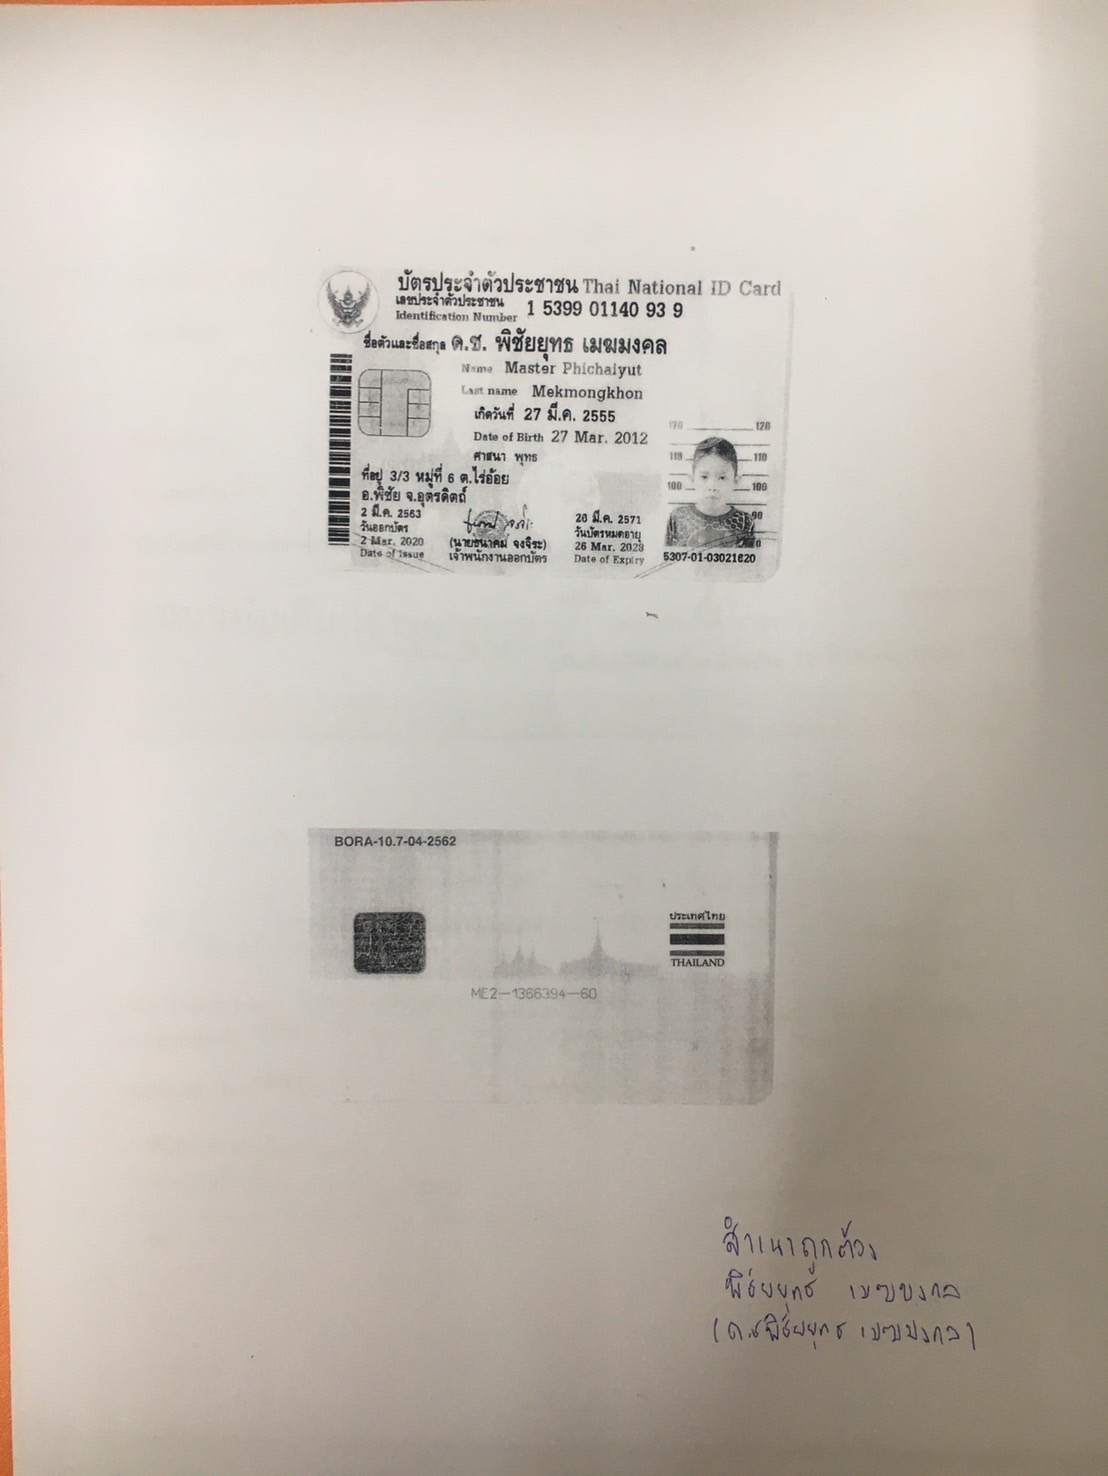 บัตรประจำตัวประชาชน Thai National ID Card
เลขประจำตัวประชาชน
Identification Number 1 5399 01140 93 9
ชื่อตัวและชื่อสกุล ด.ช. พิชัยยุทธ เมฆมงคล
Name Master Phichaiyut
Last name Mekmongkhon
เกิดวันที่ 27 มี.ค. 2555
Date of Birth 27 Mar. 2012
ศาสนา พุทธ
ที่อยู่ 3/3 หมู่ที่ 6 ต.ไร่อ้อย
อ.พิชัย จ.อุตรดิตถ์
2 มี.ค. 2563
วันออกบัตร
2 Mar. 2020
Date of Issue
(นายธนาคม จงจิระ)
เจ้าพนักงานออกบัตร
26 มี.ค. 2571
วันบัตรหมดอายุ
26 Mar. 2028
Date of Expiry
120
110 110
100 100
90
5307-01-03021620
BORA-10.7-04-2562
ประเทศไทย
THAILAND
ME2-1366394-60
สำเนาถูกต้อง
พิชัยยุทธ เมฆมงคล
(ด.ช พิชัยยุทธ เมฆมงคล)